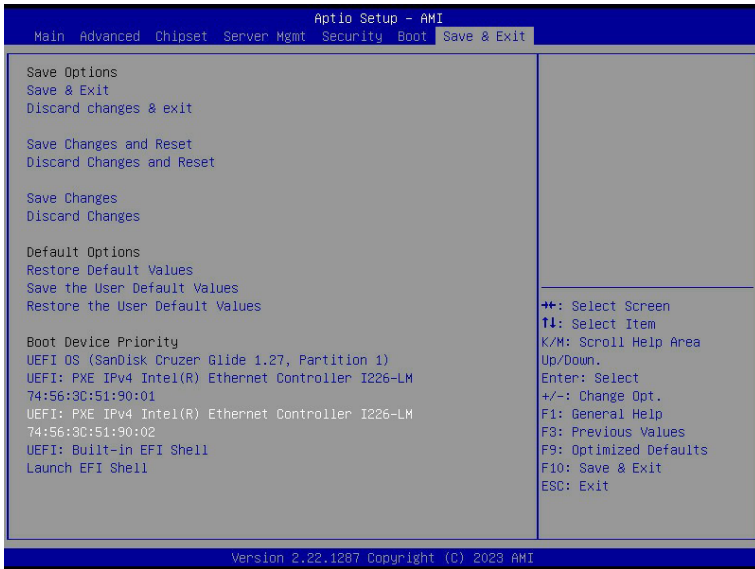 Aptio Setup - AMI
Main Advanced Chipset Server Mgmt Security Boot Save & Exit
Save Options
Save & Exit
Discard changes & exit
Save Changes and Reset
Discard Changes and Reset
Save Changes
Discard Changes
Default Options
Restore Default Values
Save the User Default Values
Restore the User Default Values
Boot Device Priority
UEFI OS (SanDisk Cruzer Glide 1.27, Partition 1)
UEFI: PXE IPv4 Intel(R) Ethernet Controller I226-LM
74:56:3C:51:90:01
UEFI: PXE IPv4 Intel(R) Ethernet Controller I226-LM
74:56:3C:51:90:02
UEFI: Built-in EFI Shell
Launch EFI Shell
→←: Select Screen
↑↓: Select Item
K/M: Scroll Help Area
Up/Down.
Enter: Select
+/-: Change Opt.
F1: General Help
F3: Previous Values
F9: Optimized Defaults
F10: Save & Exit
ESC: Exit
Version 2.22.1287 Copyright (C) 2023 AMI